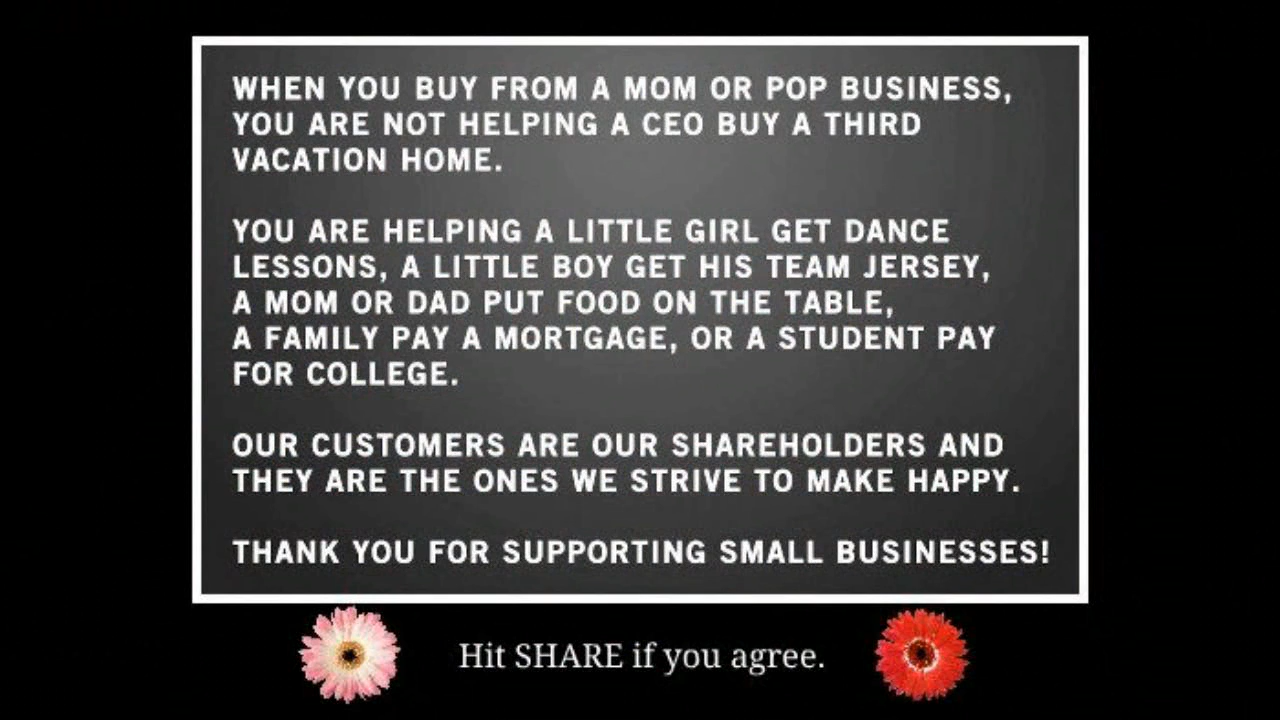 WHEN YOU BUY FROM A MOM OR POP BUSINESS,
YOU ARE NOT HELPING A CEO BUY A THIRD
VACATION HOME.
YOU ARE HELPING A LITTLE GIRL GET DANCE
LESSONS, A LITTLE BOY GET HIS TEAM JERSEY,
A MOM OR DAD PUT FOOD ON THE TABLE,
A FAMILY PAY A MORTGAGE, OR A STUDENT PAY
FOR COLLEGE.
OUR CUSTOMERS ARE OUR SHAREHOLDERS AND
THEY ARE THE ONES WE STRIVE TO MAKE HAPPY.
THANK YOU FOR SUPPORTING SMALL BUSINESSES!
Hit SHARE if you agree.